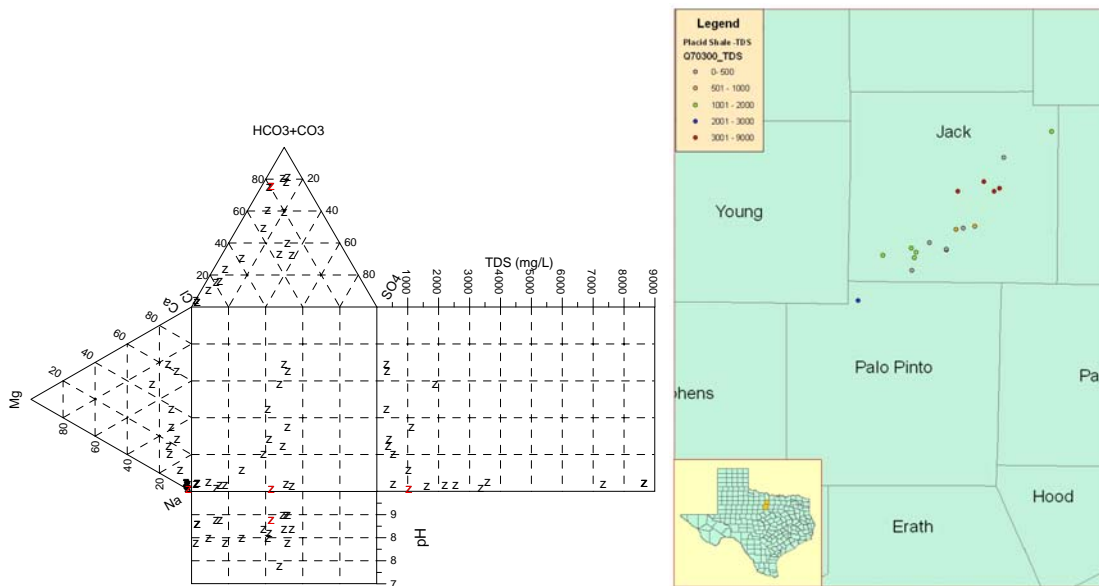 HCO3+CO3
80
20
60
40
40
60
20
80
Cl
SO4
TDS (mg/L)
1000
2000
3000
4000
5000
6000
7000
8000
9000
Ca
80
60
40
20
Mg
80
60
40
20
Na
9
8
8
7
pH
Legend
Placid Shale -TDS
Q70300_TDS
0- 500
501 - 1000
1001 - 2000
2001 - 3000
3001 - 9000
Jack
Young
Palo Pinto
phens
Pa
Hood
Erath